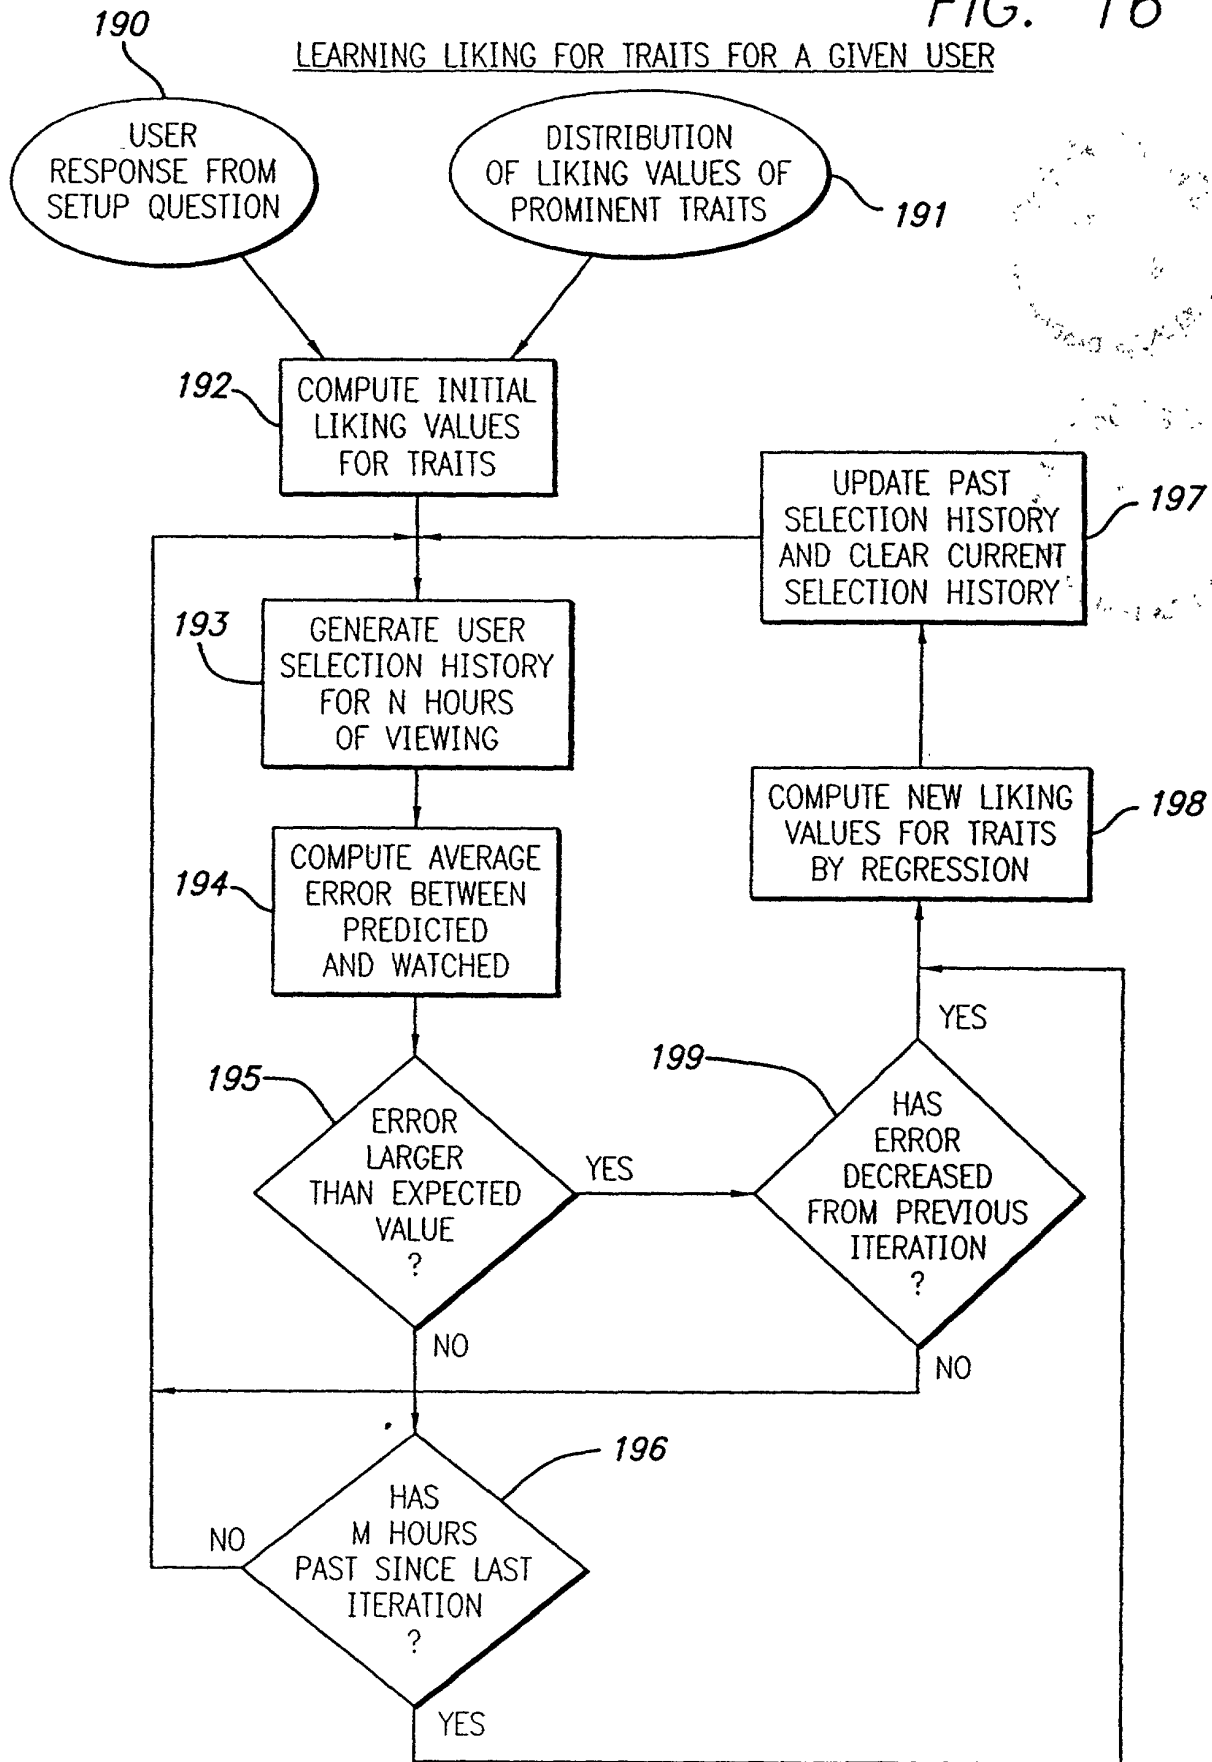 FIG. 16
LEARNING LIKING FOR TRAITS FOR A GIVEN USER
190
USER
RESPONSE FROM
SETUP QUESTION
DISTRIBUTION
OF LIKING VALUES OF
PROMINENT TRAITS
191
192
COMPUTE INITIAL
LIKING VALUES
FOR TRAITS
UPDATE PAST
SELECTION HISTORY
AND CLEAR CURRENT
SELECTION HISTORY
197
193
GENERATE USER
SELECTION HISTORY
FOR N HOURS
OF VIEWING
COMPUTE NEW LIKING
VALUES FOR TRAITS
BY REGRESSION
198
194
COMPUTE AVERAGE
ERROR BETWEEN
PREDICTED
AND WATCHED
195
ERROR
LARGER
THAN EXPECTED
VALUE
?
YES
NO
199
HAS
ERROR
DECREASED
FROM PREVIOUS
ITERATION
?
YES
NO
196
HAS
M HOURS
PAST SINCE LAST
ITERATION
?
NO
YES